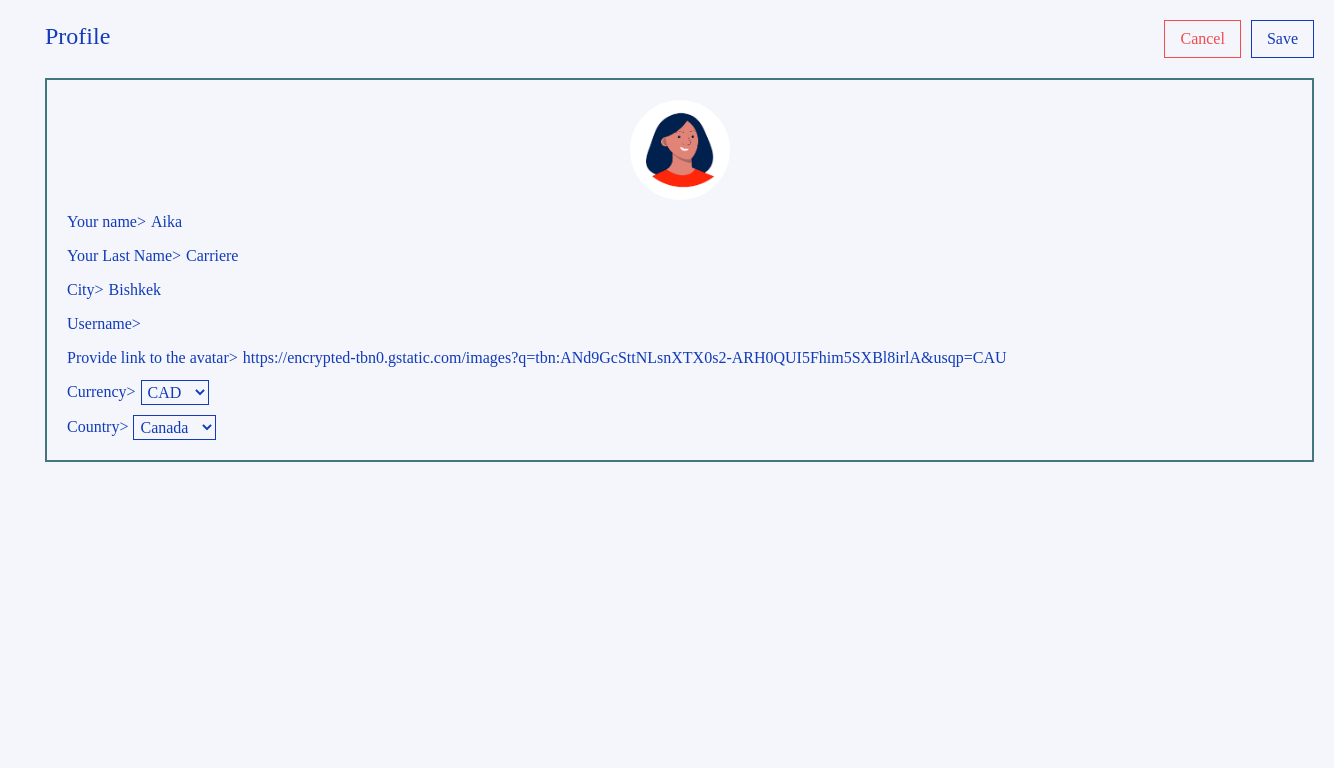 Profile
Cancel
Save
Your name> Aika
Your Last Name> Carriere
City> Bishkek
Username>
Provide link to the avatar> https://encrypted-tbn0.gstatic.com/images?q=tbn:ANd9GcSttNLsnXTX0s2-ARH0QUI5Fhim5SXBl8irlA&usqp=CAU
Currency> CAD
Country> Canada